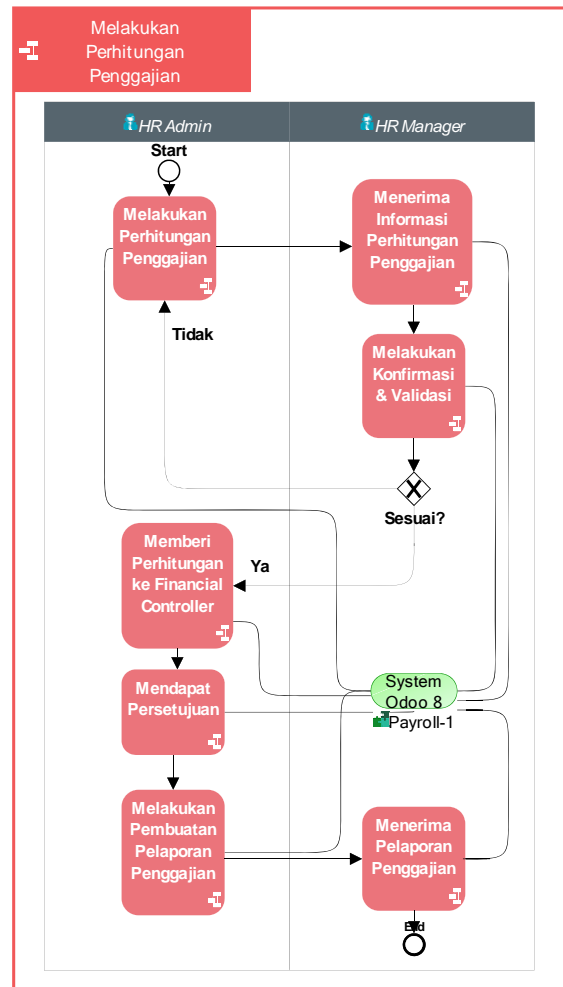 Melakukan
Perhitungan
Penggajian
HR Admin
HR Manager
Start
Melakukan
Perhitungan
Penggajian
Menerima
Informasi
Perhitungan
Penggajian
Tidak
Melakukan
Konfirmasi
& Validasi
Sesuai?
Memberi
Perhitungan
ke Financial
Controller
Ya
Mendapat
Persetujuan
System
Odoo 8
Payroll-1
Melakukan
Pembuatan
Pelaporan
Penggajian
Menerima
Pelaporan
Penggajian
End